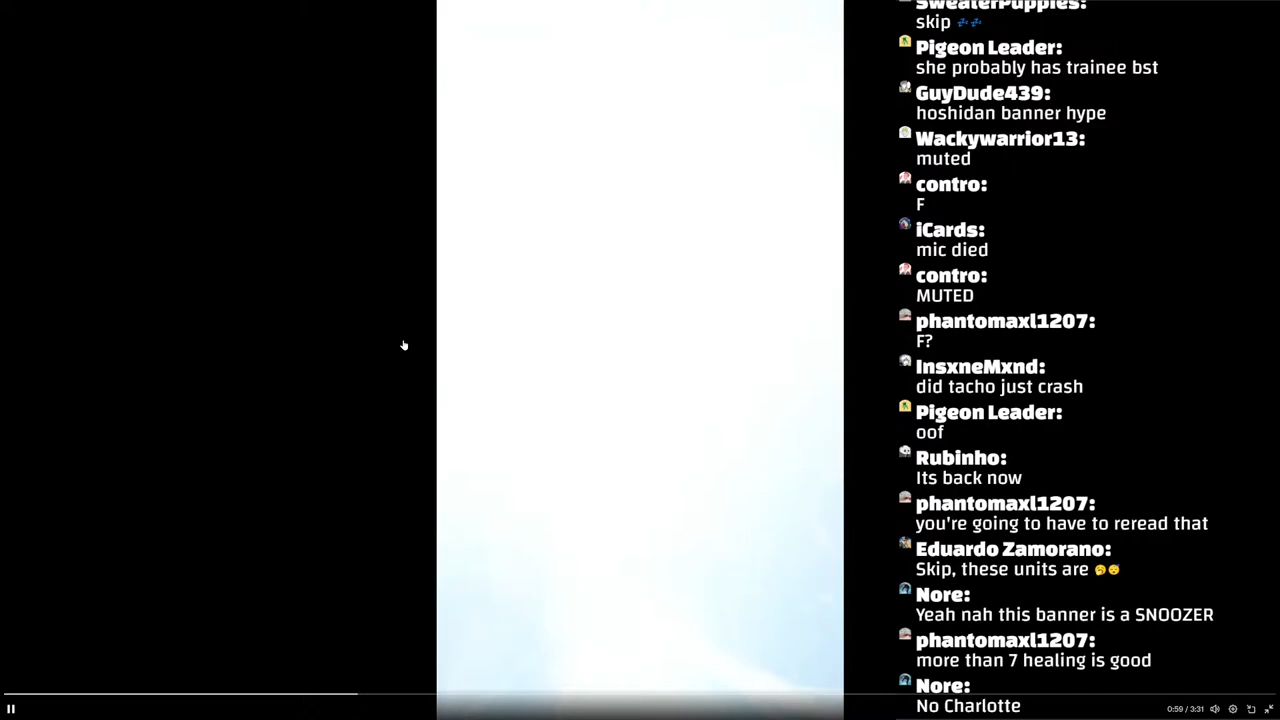 SweaterPuppies:
skip 💤💤
Pigeon Leader:
she probably has trainee bst
GuyDude439:
hoshidan banner hype
Wackywarrior13:
muted
contro:
F
iCards:
mic died
contro:
MUTED
phantomaxl1207:
F?
InsxneMxnd:
did tacho just crash
Pigeon Leader:
oof
Rubinho:
Its back now
phantomaxl1207:
you're going to have to reread that
Eduardo Zamorano:
Skip, these units are 🥱😴
Nore:
Yeah nah this banner is a SNOOZER
phantomaxl1207:
more than 7 healing is good
Nore:
No Charlotte
0:59 / 3:31